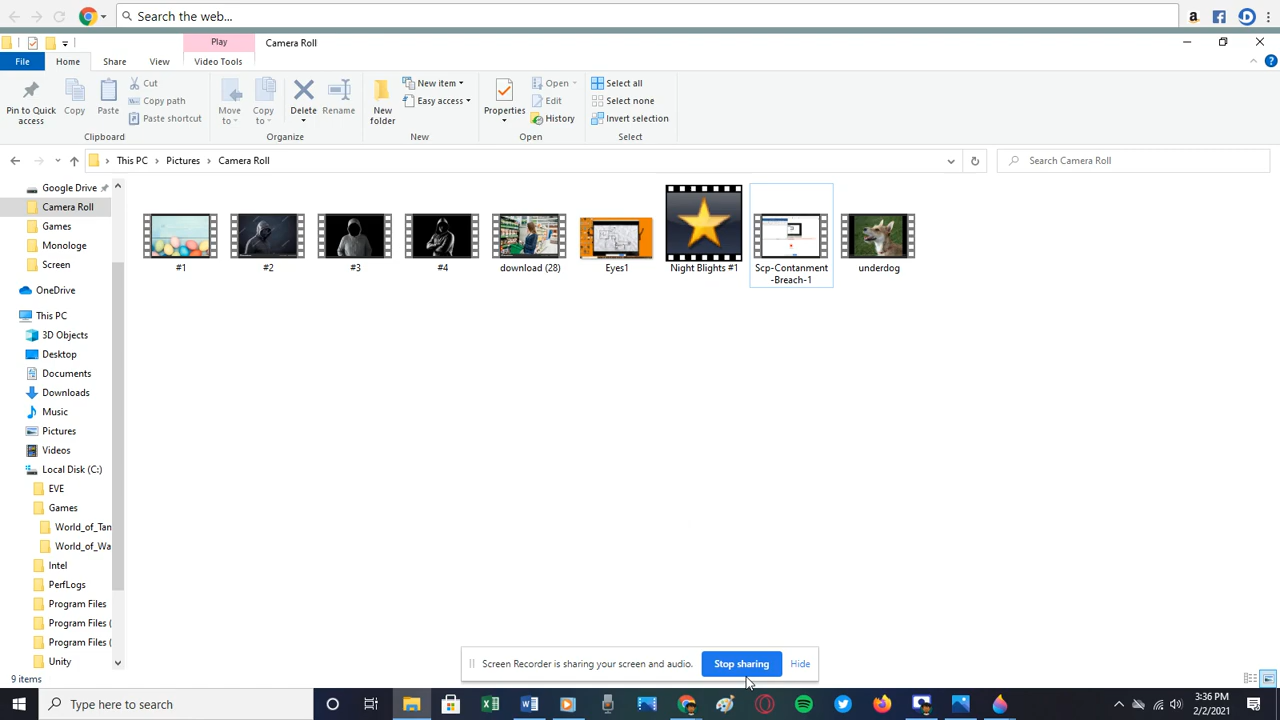 Search the web...
Play
Camera Roll
File
Home
Share
View
Video Tools
Pin to Quick access
Copy
Paste
Cut
Copy path
Paste shortcut
Clipboard
Move to
Copy to
Delete
Rename
Organize
New folder
New item
Easy access
New
Properties
Open
Edit
History
Open
Select all
Select none
Invert selection
Select
This PC > Pictures > Camera Roll
Search Camera Roll
Google Drive
Camera Roll
Games
Monologe
Screen
OneDrive
This PC
3D Objects
Desktop
Documents
Downloads
Music
Pictures
Videos
Local Disk (C:)
EVE
Games
World_of_Tan
World_of_Wa
Intel
PerfLogs
Program Files
Program Files (
Program Files (
Unity
#1
#2
#3
#4
download (28)
Eyes1
Night Blights #1
Scp-Contanment
-Breach-1
underdog
Screen Recorder is sharing your screen and audio.
Stop sharing
Hide
9 items
Type here to search
3:36 PM
2/2/2021